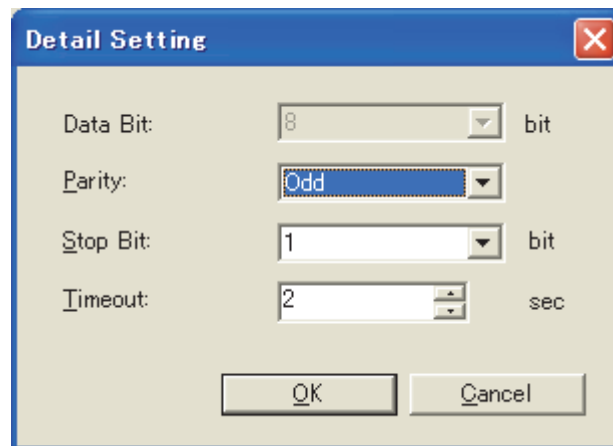 Detail Setting
Data Bit: 8 bit
Parity: Odd
Stop Bit: 1 bit
Timeout: 2 sec
OK Cancel